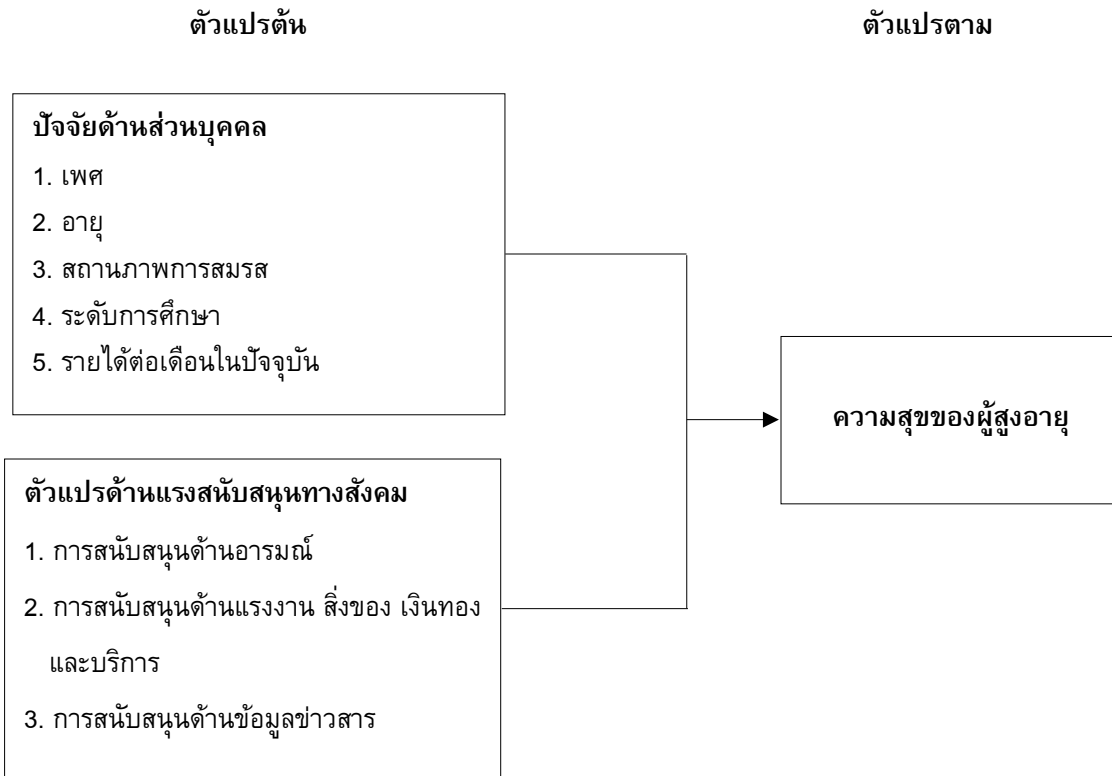 ตัวแปรต้น
ตัวแปรตาม
ปัจจัยด้านส่วนบุคคล
1. เพศ
2. อายุ
3. สถานภาพการสมรส
4. ระดับการศึกษา
5. รายได้ต่อเดือนในปัจจุบัน
ความสุขของผู้สูงอายุ
ตัวแปรด้านแรงสนับสนุนทางสังคม
1. การสนับสนุนด้านอารมณ์
2. การสนับสนุนด้านแรงงาน สิ่งของ เงินทอง
และบริการ
3. การสนับสนุนด้านข้อมูลข่าวสาร